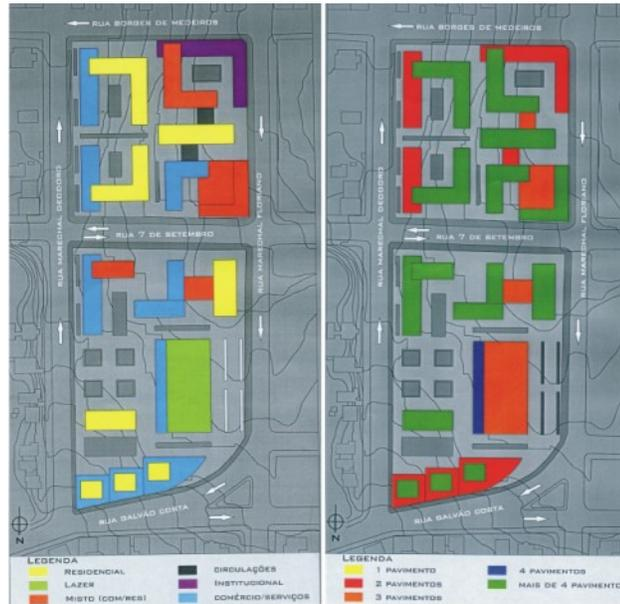 RUA BORGES DE MEDEIROS
RUA MARECHAL DEODORO
RUA MARECHAL FLORIANO
RUA 7 DE SETEMBRO
RUA GALVÃO COSTA
N
LEGENDA
RESIDENCIAL
LAZER
MISTO (COM/RES)
CIRCULAÇÕES
INSTITUCIONAL
COMÉRCIO/SERVIÇOS
RUA BORGES DE MEDEIROS
RUA MARECHAL DEODORO
RUA MARECHAL FLORIANO
RUA 7 DE SETEMBRO
RUA GALVÃO COSTA
N
LEGENDA
1 PAVIMENTO
2 PAVIMENTOS
3 PAVIMENTOS
4 PAVIMENTOS
MAIS DE 4 PAVIMENTO